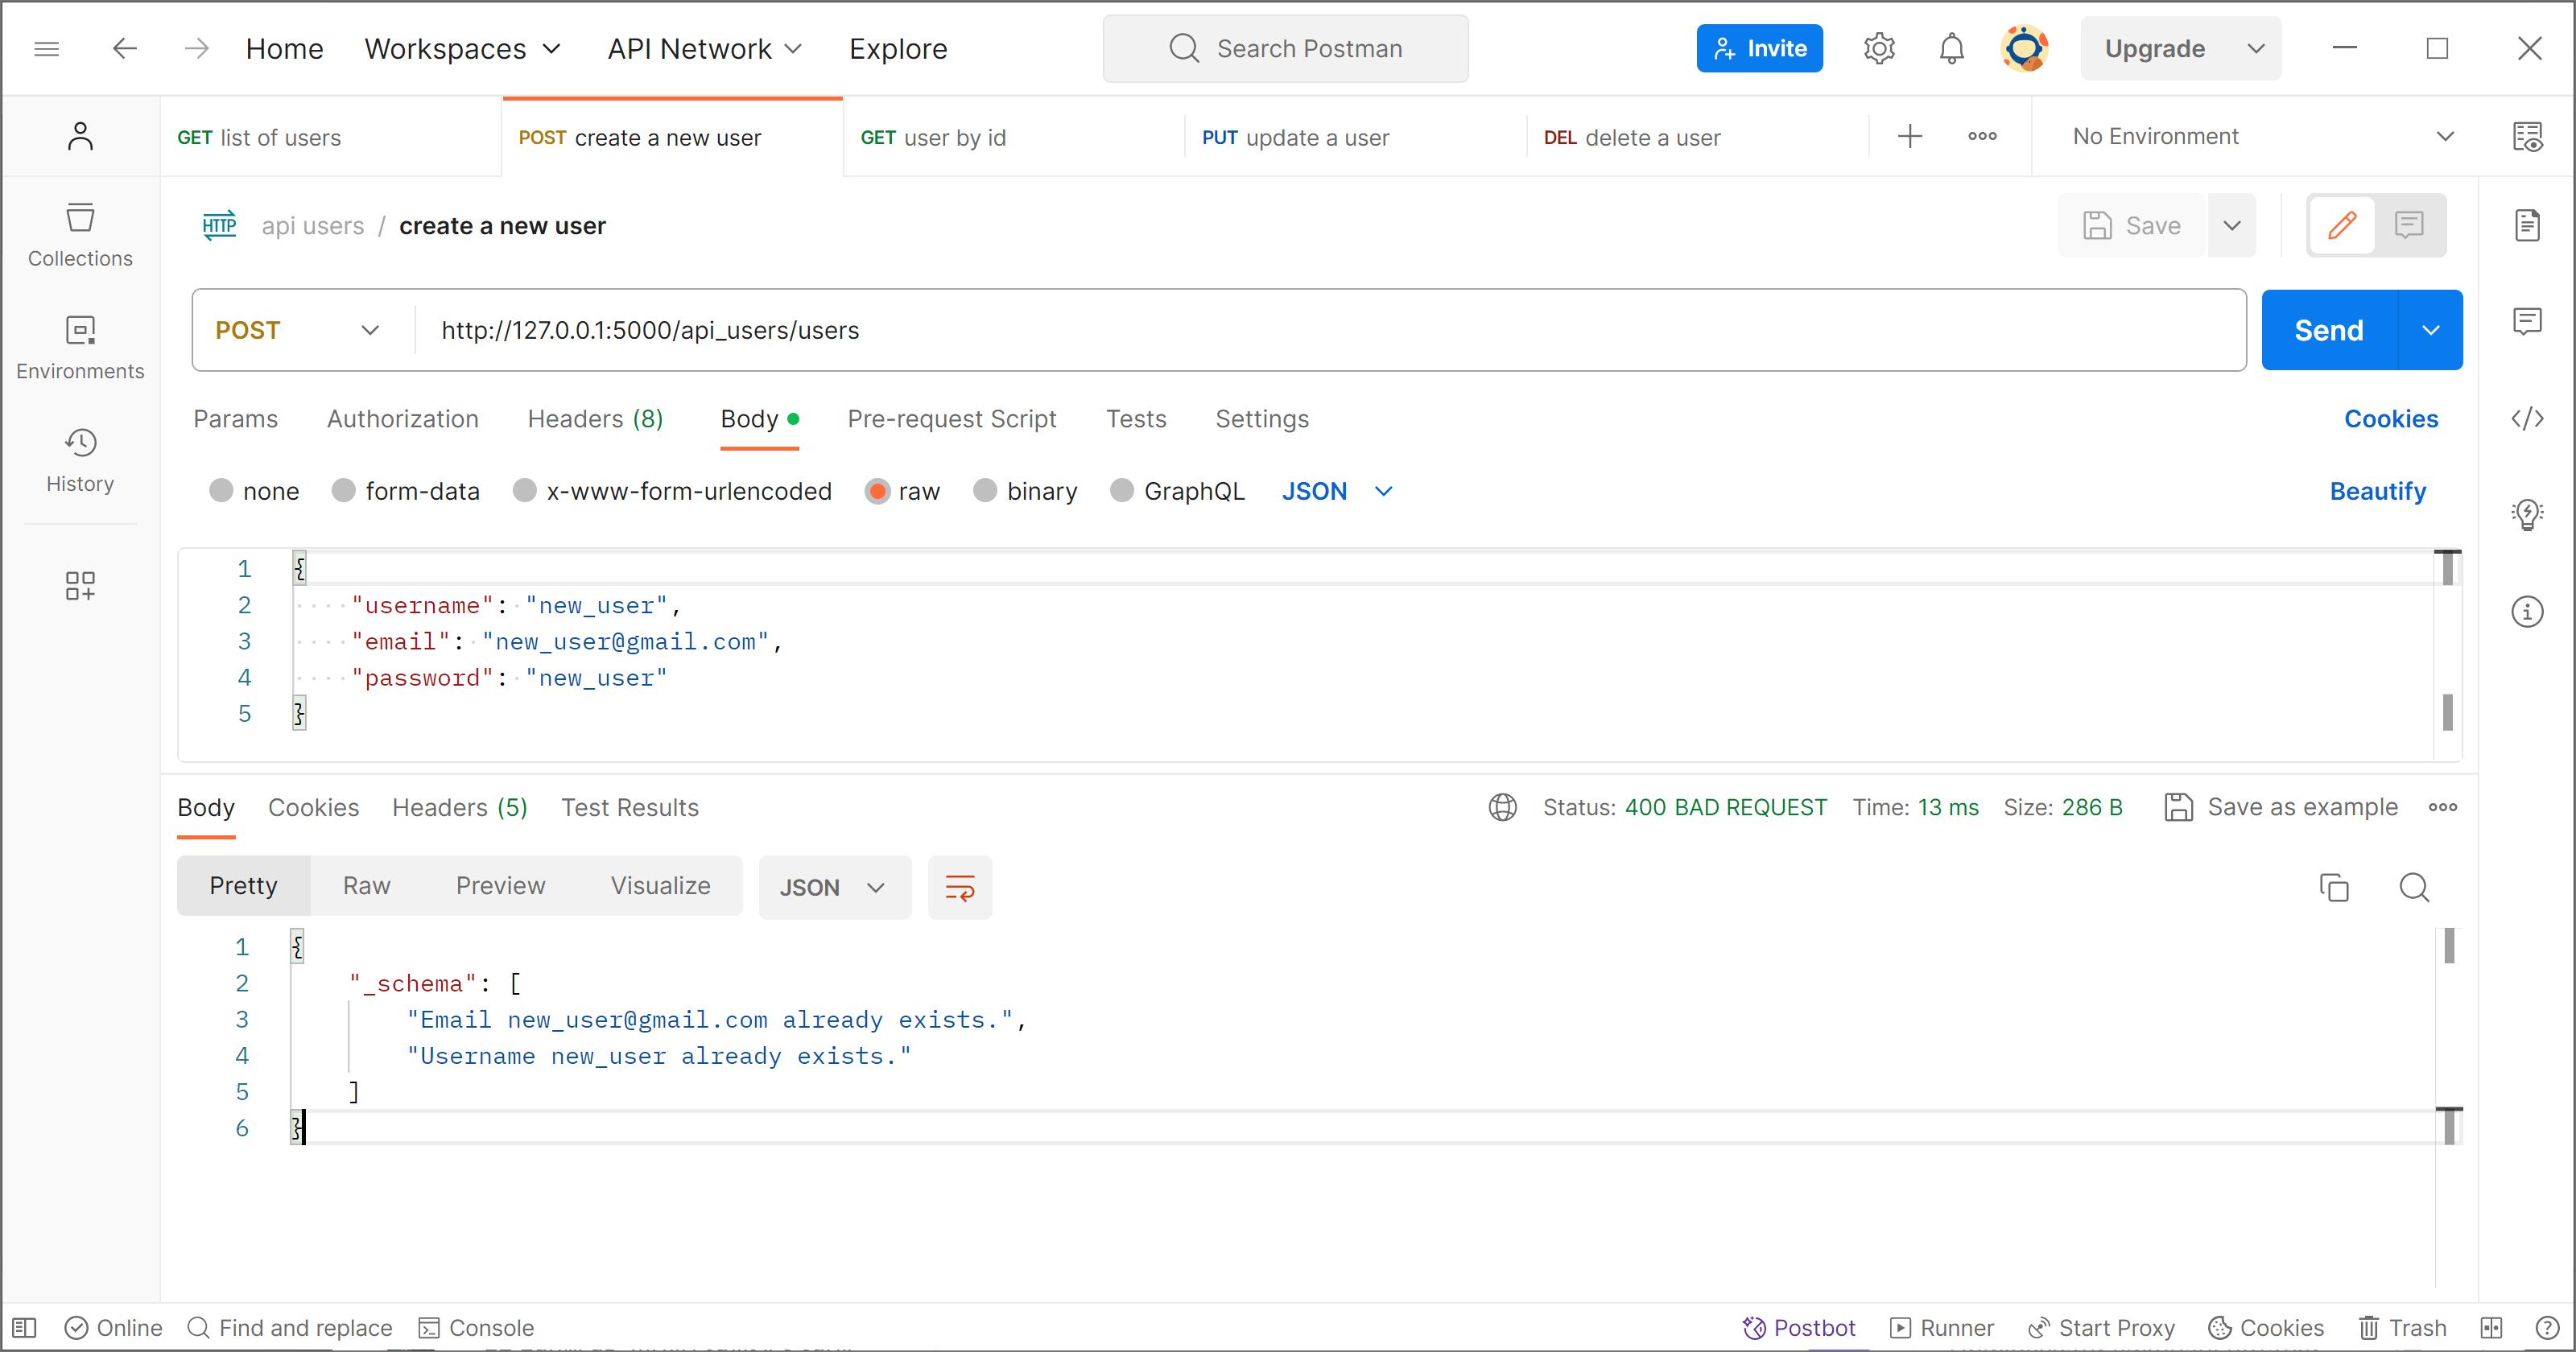 Home Workspaces API Network Explore Search Postman Invite Upgrade
GET list of users POST create a new user GET user by id PUT update a user DEL delete a user No Environment
HTTP api users / create a new user Save
Collections
Environments
History
POST http://127.0.0.1:5000/api_users/users Send
Params Authorization Headers (8) Body Pre-request Script Tests Settings Cookies
none form-data x-www-form-urlencoded raw binary GraphQL JSON Beautify
1 {
2 "username": "new_user",
3 "email": "new_user@gmail.com",
4 "password": "new_user"
5 }
Body Cookies Headers (5) Test Results Status: 400 BAD REQUEST Time: 13 ms Size: 286 B Save as example
Pretty Raw Preview Visualize JSON
1 {
2 "_schema": [
3 "Email new_user@gmail.com already exists.",
4 "Username new_user already exists."
5 ]
6 }
Online Find and replace Console Postbot Runner Start Proxy Cookies Trash